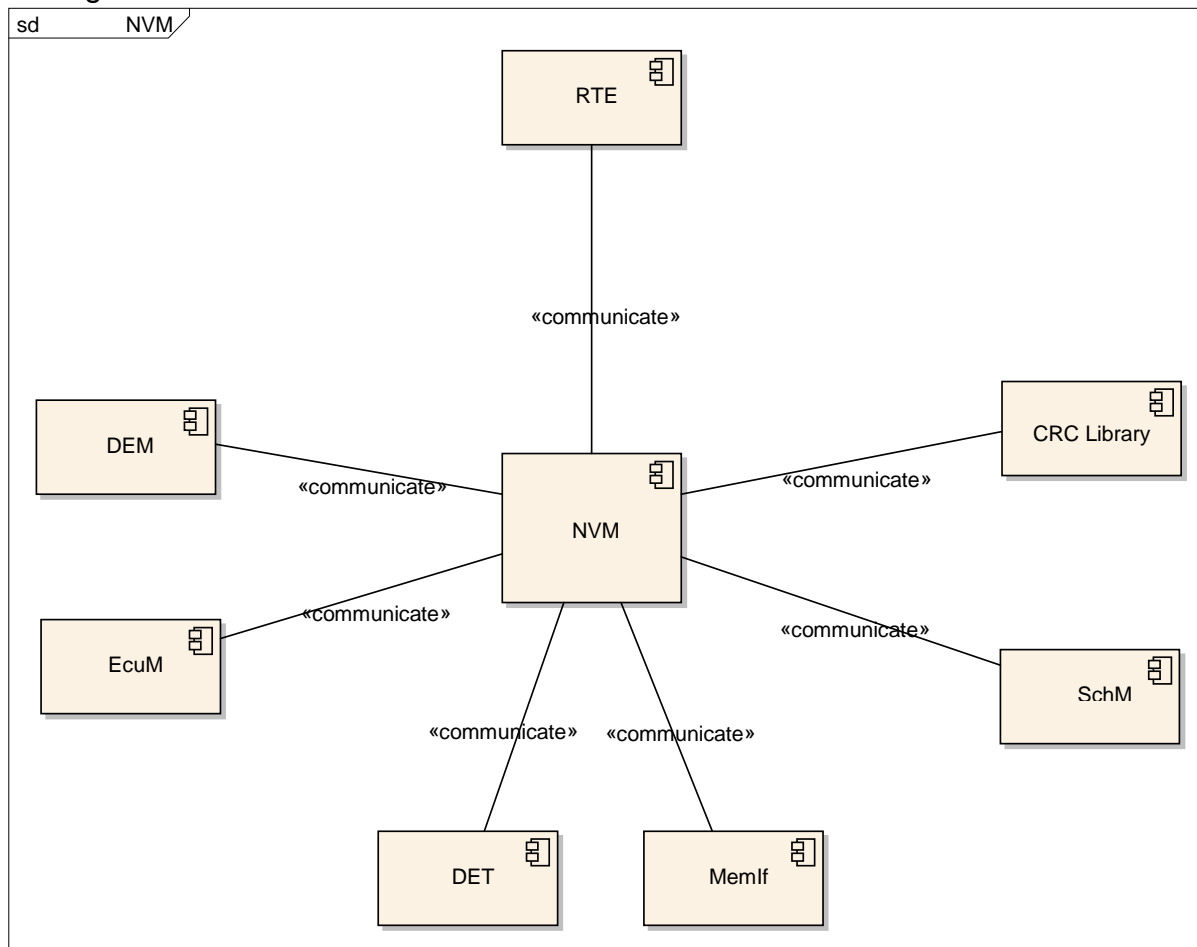 sd NVM
RTE
«communicate»
DEM
CRC Library
«communicate»
«communicate»
NVM
EcuM
«communicate»
«communicate»
SchM
«communicate»
«communicate»
DET
MemIf